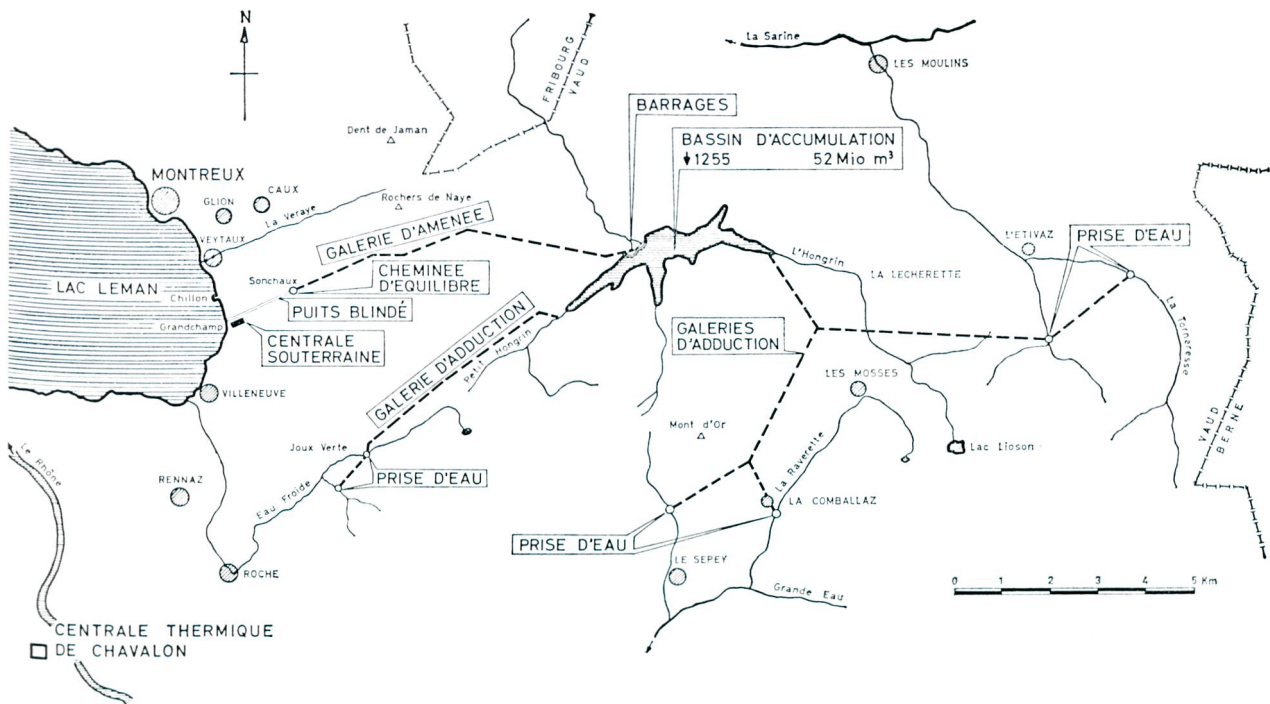 N
La Sarine
LES MOULINS
FRIBOURG
VAUD
BARRAGES
Dent de Jaman
BASSIN D'ACCUMULATION
↓1255 52 Mio m³
MONTREUX
CAUX
GLION
La Veraye
Rochers de Naye
VEYTAUX
GALERIE D'AMENEE
L'ETIVAZ
PRISE D'EAU
LAC LEMAN
Sonchaux
CHEMINEE
D'EQUILIBRE
L'Hongrin
LA LECHERETTE
Chillon
PUITS BLINDÉ
Grandchamp
CENTRALE
SOUTERRAINE
GALERIE D'ADDUCTION
Petit Hongrin
GALERIES
D'ADDUCTION
La Torneresse
VILLENEUVE
LES MOSSES
VAUD
BERNE
Mont d'Or
Joux Verte
Lac Lioson
Le Rhône
RENNAZ
PRISE D'EAU
La Raverette
Eau Froide
LA COMBALLAZ
PRISE D'EAU
ROCHE
LE SEPEY
Grande Eau
0 1 2 3 4 5 Km
CENTRALE THERMIQUE
DE CHAVALON